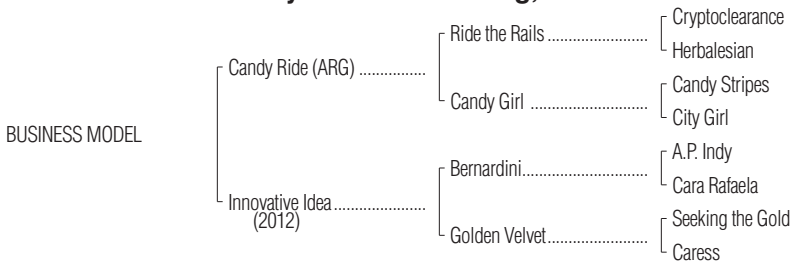 Cryptoclearance
Ride the Rails
Herbalesian
Candy Ride (ARG)
Candy Stripes
Candy Girl
City Girl
BUSINESS MODEL
A.P. Indy
Bernardini
Cara Rafaela
Innovative Idea
(2012)
Seeking the Gold
Golden Velvet
Caress